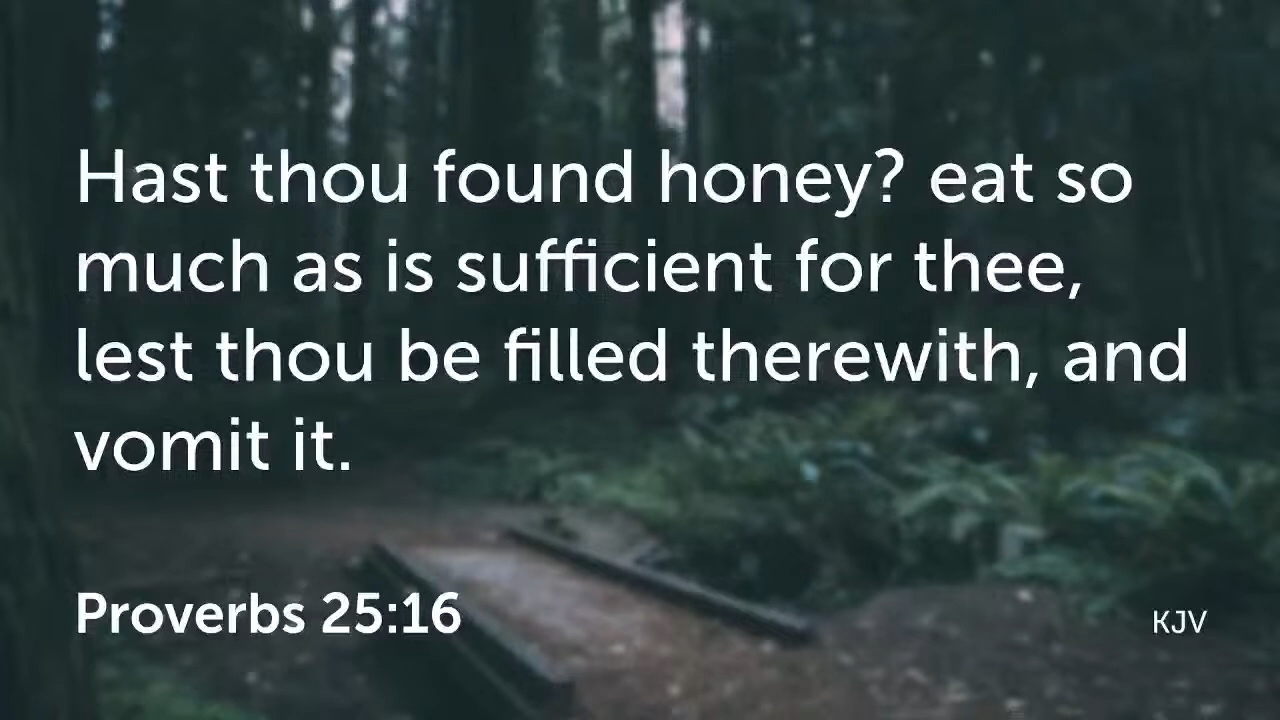 Hast thou found honey? eat so
much as is sufficient for thee,
lest thou be filled therewith, and
vomit it.
Proverbs 25:16
KJV